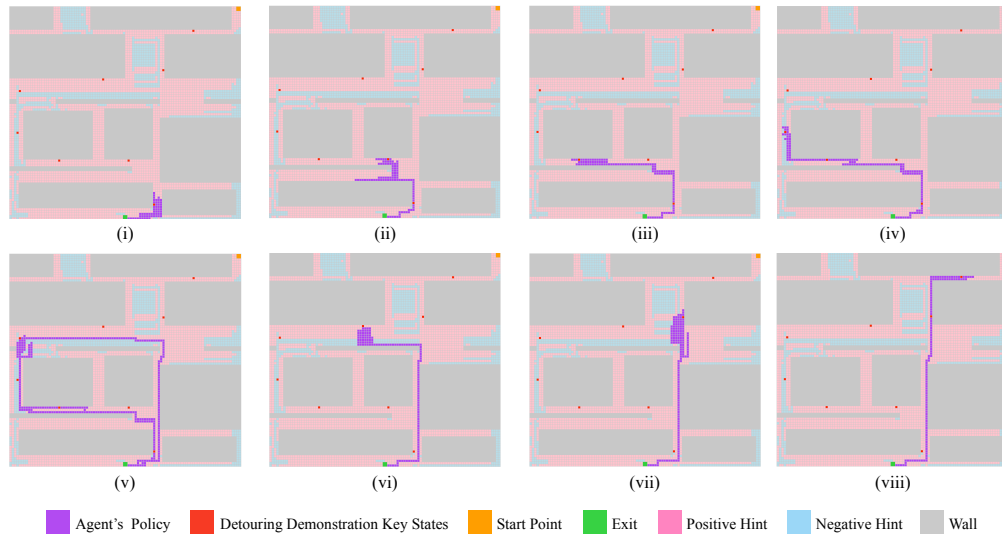 (i) (ii) (iii) (iv)
(v) (vi) (vii) (viii)
Agent's Policy Detouring Demonstration Key States Start Point Exit Positive Hint Negative Hint Wall